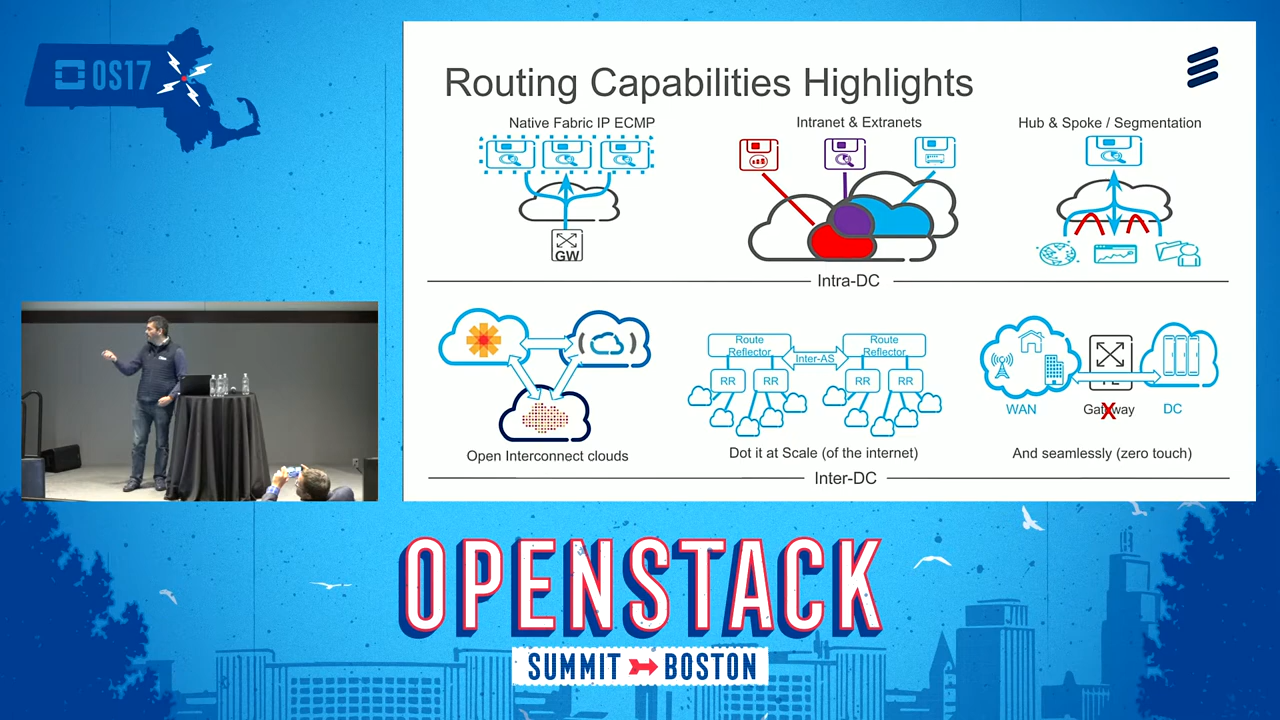 OS17
Routing Capabilities Highlights
Native Fabric IP ECMP
Intranet & Extranets
Hub & Spoke / Segmentation
GW
Intra-DC
Route
Reflector
Route
Reflector
Inter-AS
RR
RR
RR
RR
WAN
Gateway
X
DC
Open Interconnect clouds
Dot it at Scale (of the internet)
And seamlessly (zero touch)
Inter-DC
OPENSTACK
SUMMIT BOSTON